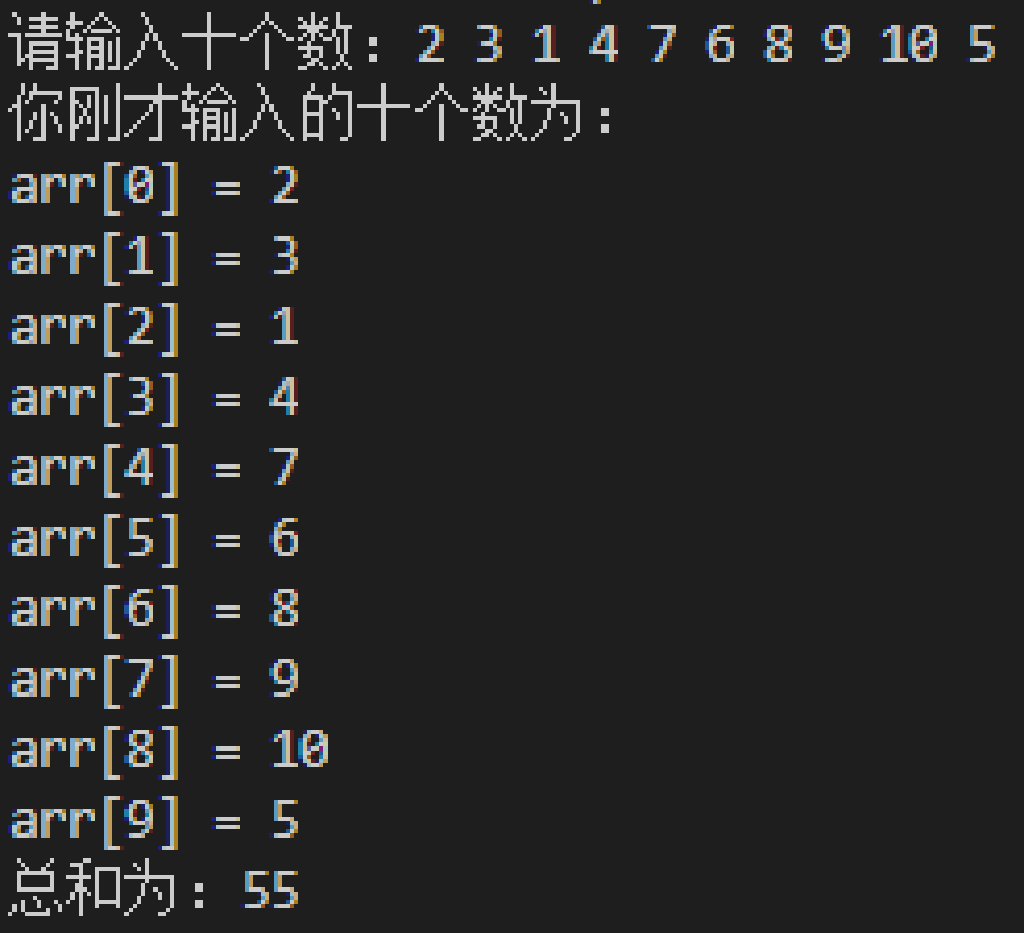 请输入十个数: 2 3 1 4 7 6 8 9 10 5
你刚才输入的十个数为:
arr[0] = 2
arr[1] = 3
arr[2] = 1
arr[3] = 4
arr[4] = 7
arr[5] = 6
arr[6] = 8
arr[7] = 9
arr[8] = 10
arr[9] = 5
总和为: 55